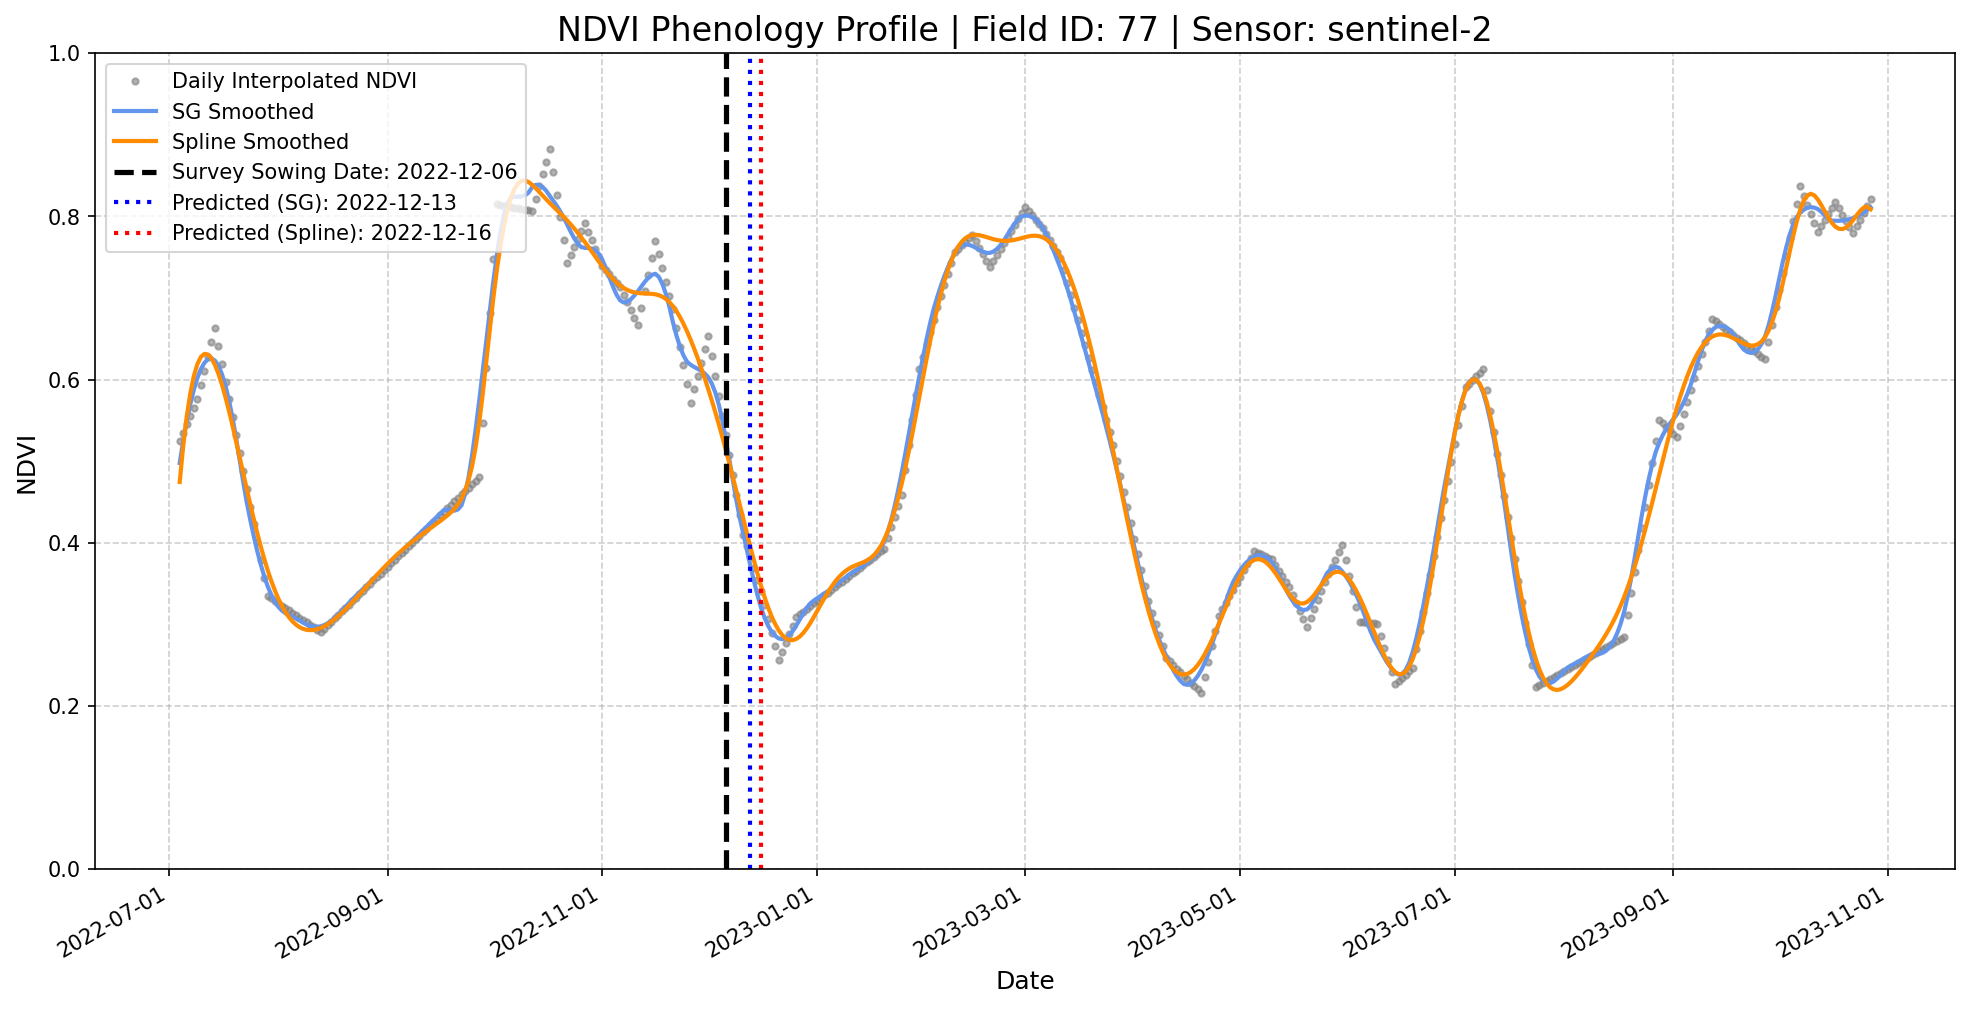 NDVI Phenology Profile | Field ID: 77 | Sensor: sentinel-2
1.0
0.8
0.6
0.4
0.2
0.0
NDVI
Daily Interpolated NDVI
SG Smoothed
Spline Smoothed
Survey Sowing Date: 2022-12-06
Predicted (SG): 2022-12-13
Predicted (Spline): 2022-12-16
2022-07-01
2022-09-01
2022-11-01
2023-01-01
2023-03-01
2023-05-01
2023-07-01
2023-09-01
2023-11-01
Date